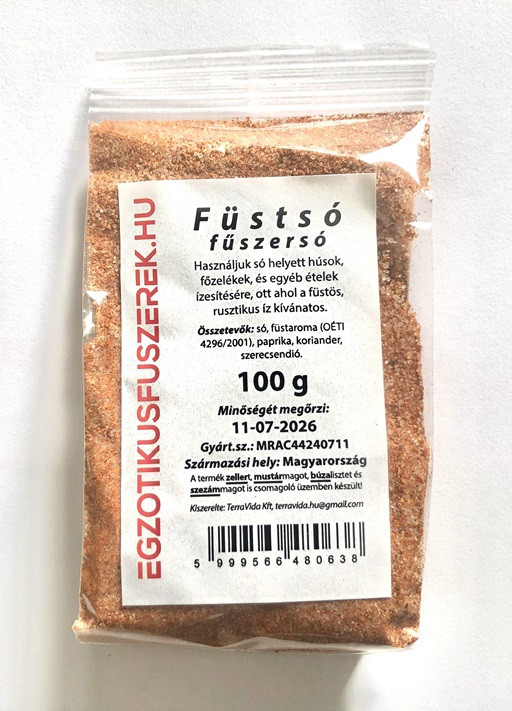 EGZOTIKUSFUSZEREK.HU
Füstsó
fűszersó
Használjuk só helyett húsok,
főzelékek, és egyéb ételek
ízesítésére, ott ahol a füstös,
rusztikus íz kívánatos.
Összetevők: só, füstaroma (OÉTI
4296/2001), paprika, koriander,
szerecsendió.
100 g
Minőségét megőrzi:
11-07-2026
Gyárt.sz.: MRAC44240711
Származási hely: Magyarország
A termék zellert, mustármagot, búzalisztet és
szezámmagot is csomagoló üzemben készült!
Kiszerelte: TerraVida Kft, terravida.hu@gmail.com
5 999566 480638